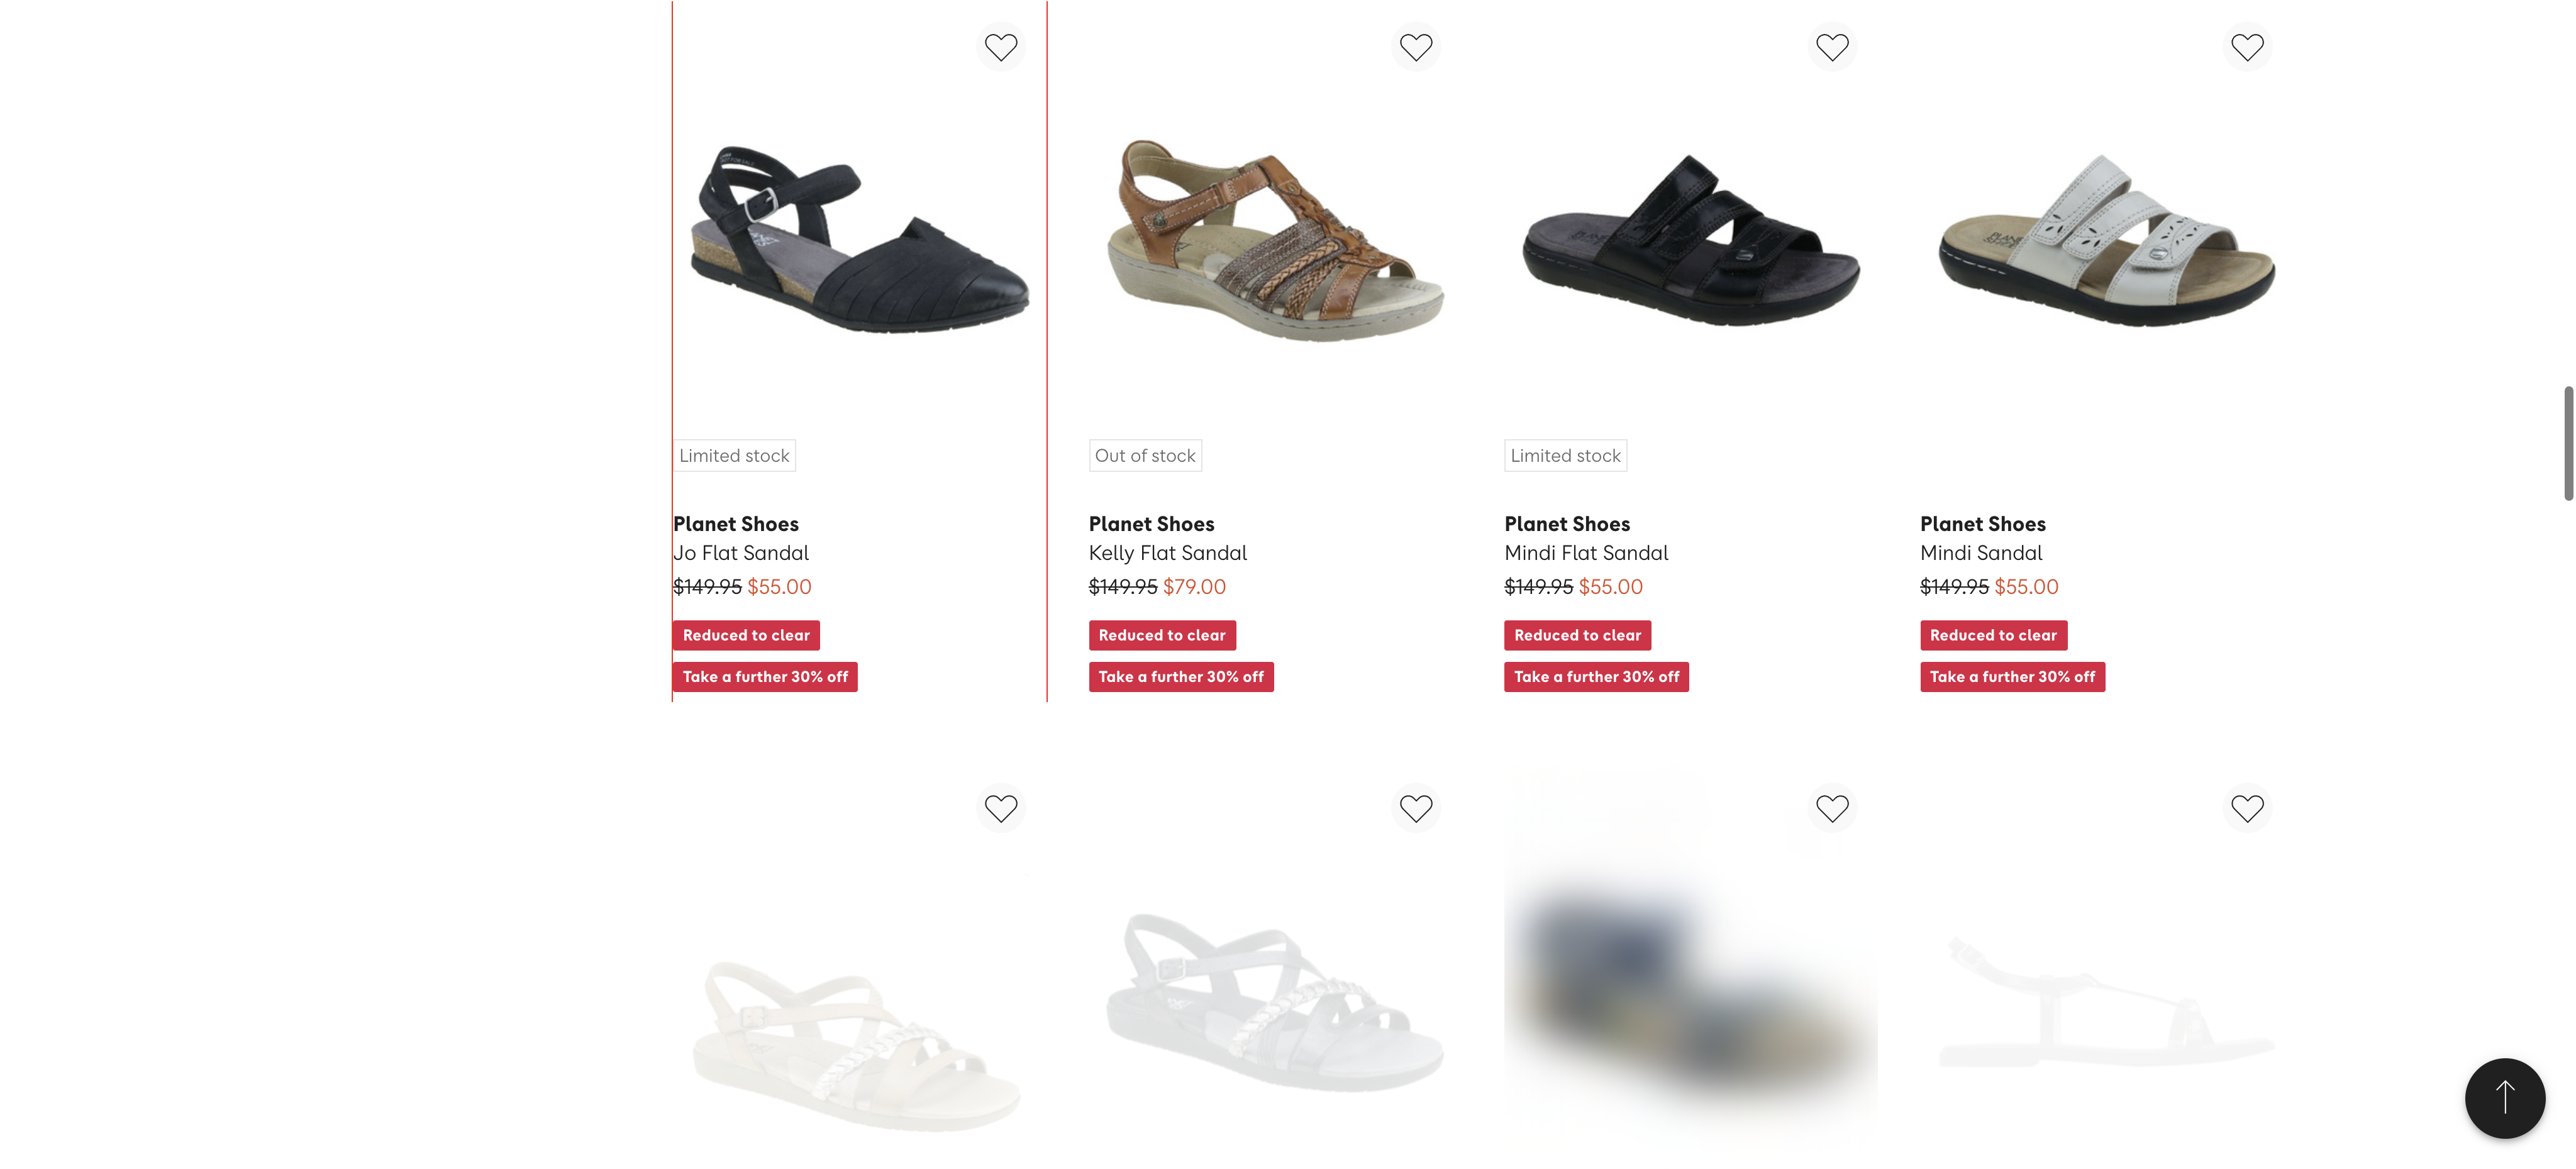 Limited stock
Out of stock
Limited stock
Planet Shoes
Jo Flat Sandal
$149.95 $55.00
Reduced to clear
Take a further 30% off
Planet Shoes
Kelly Flat Sandal
$149.95 $79.00
Reduced to clear
Take a further 30% off
Planet Shoes
Mindi Flat Sandal
$149.95 $55.00
Reduced to clear
Take a further 30% off
Planet Shoes
Mindi Sandal
$149.95 $55.00
Reduced to clear
Take a further 30% off